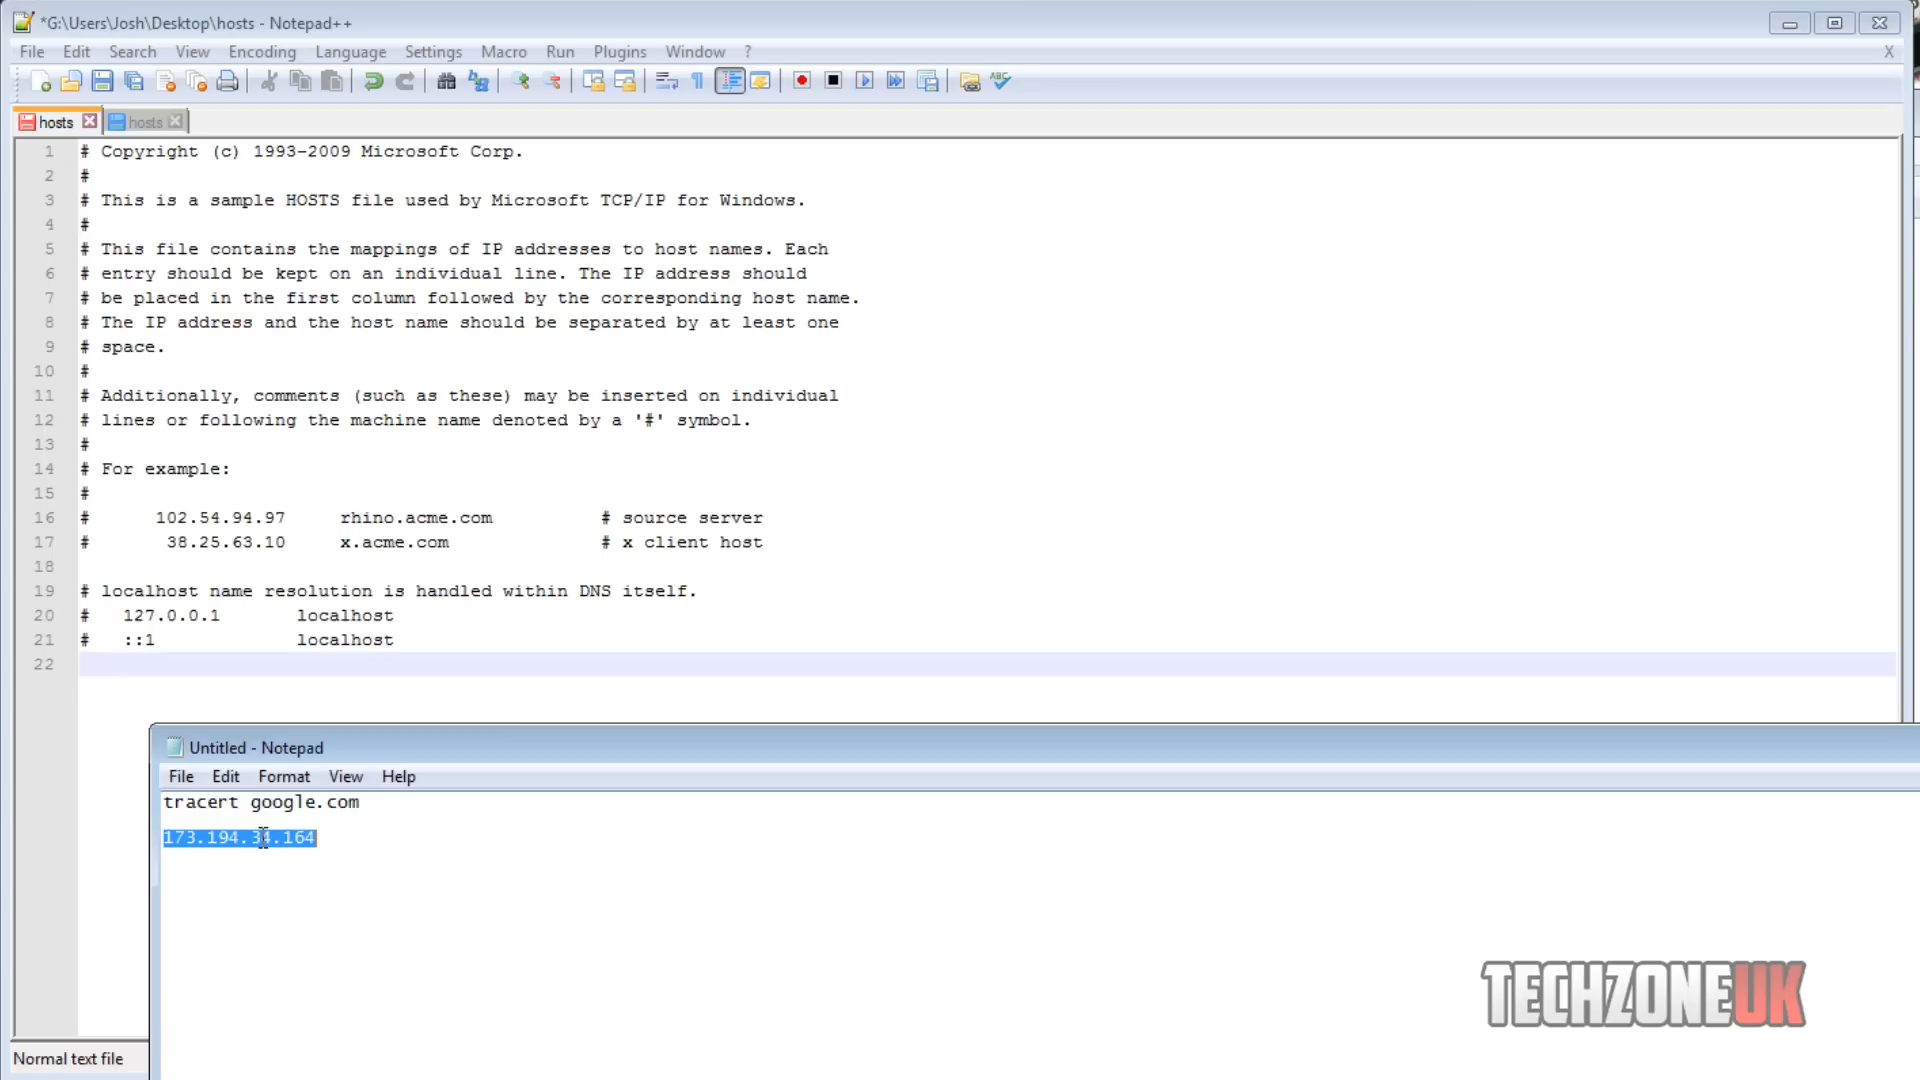 *G:\Users\Josh\Desktop\hosts - Notepad++
File Edit Search View Encoding Language Settings Macro Run Plugins Window ? X
hosts hosts
1 # Copyright (c) 1993-2009 Microsoft Corp.
2 #
3 # This is a sample HOSTS file used by Microsoft TCP/IP for Windows.
4 #
5 # This file contains the mappings of IP addresses to host names. Each
6 # entry should be kept on an individual line. The IP address should
7 # be placed in the first column followed by the corresponding host name.
8 # The IP address and the host name should be separated by at least one
9 # space.
10 #
11 # Additionally, comments (such as these) may be inserted on individual
12 # lines or following the machine name denoted by a '#' symbol.
13 #
14 # For example:
15 #
16 #      102.54.94.97     rhino.acme.com          # source server
17 #       38.25.63.10     x.acme.com              # x client host
18
19 # localhost name resolution is handled within DNS itself.
20 #   127.0.0.1       localhost
21 #   ::1             localhost
22
Untitled - Notepad
File Edit Format View Help
tracert google.com
173.194.34.164
TECHZONEUK
Normal text file